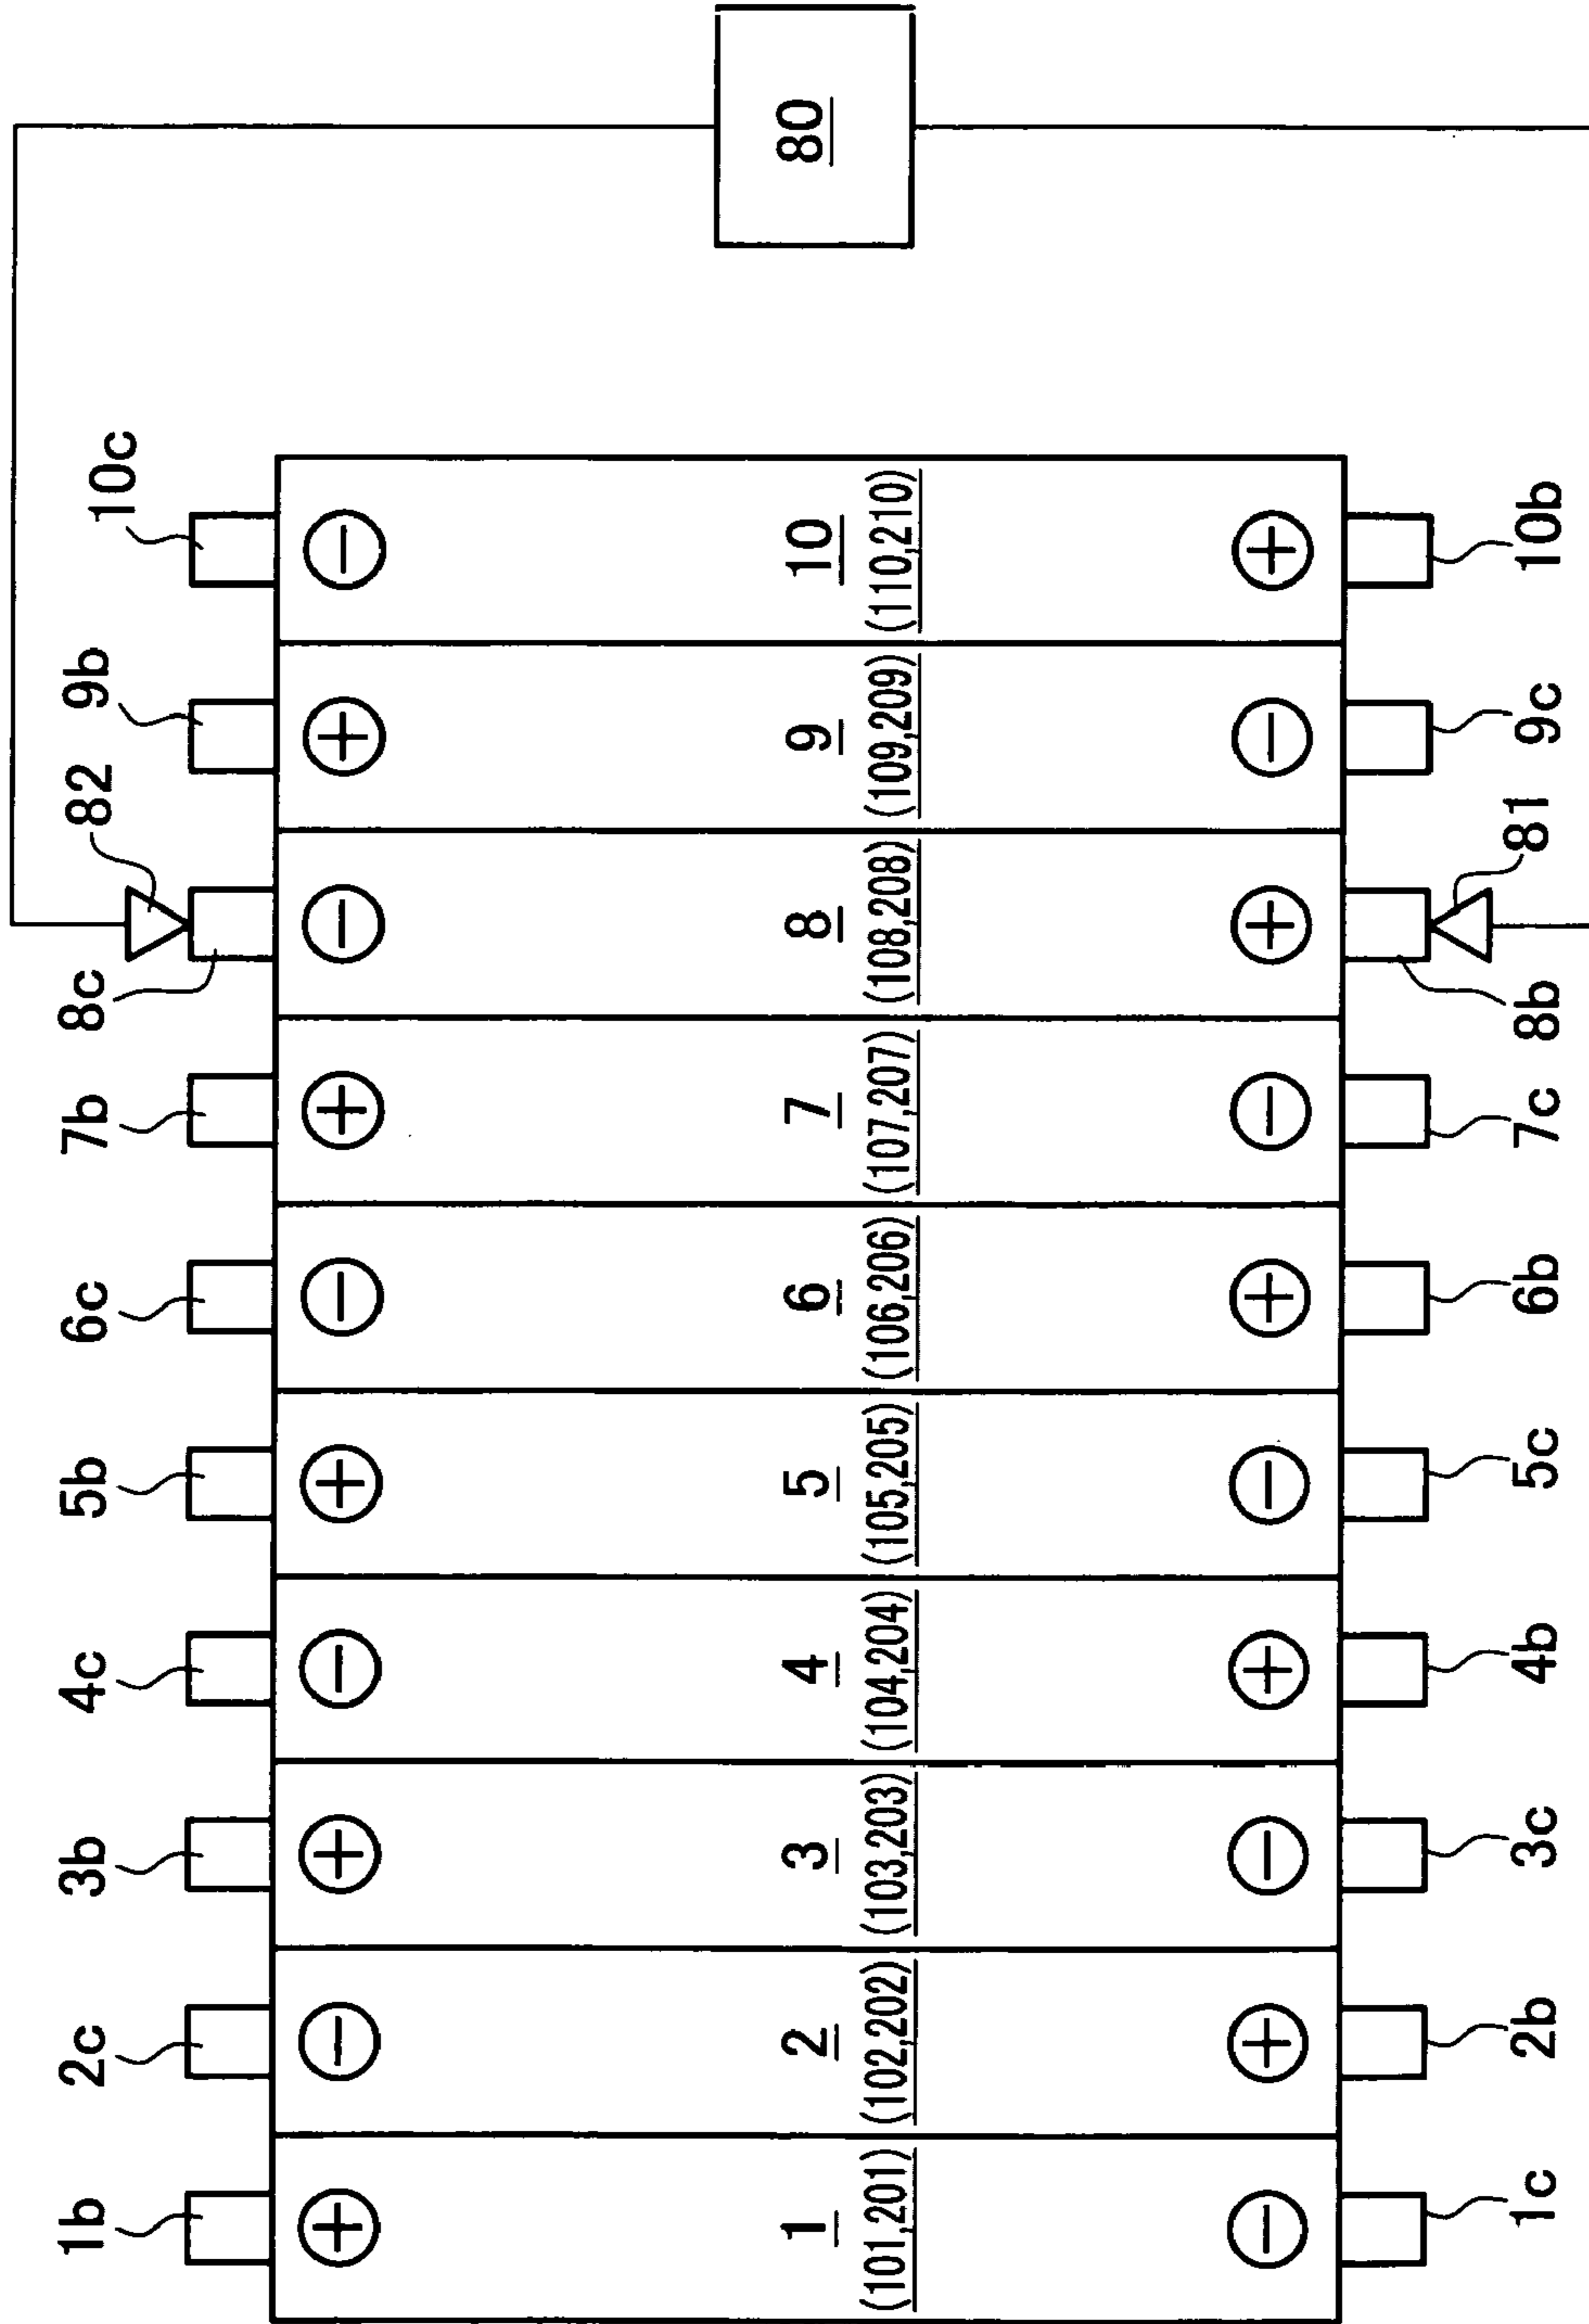 1b 2c 3b 4c 5b 6c 7b 8c 82 9b 10c
+ − + − + − + − + −
1 2 3 4 5 6 7 8 9 10 80
(101,201) (102,202) (103,203) (104,204) (105,205) (106,206) (107,207) (108,208) (109,209) (110,210)
− + − + − + − + − +
1c 2b 3c 4b 5c 6b 7c 8b 81 9c 10b